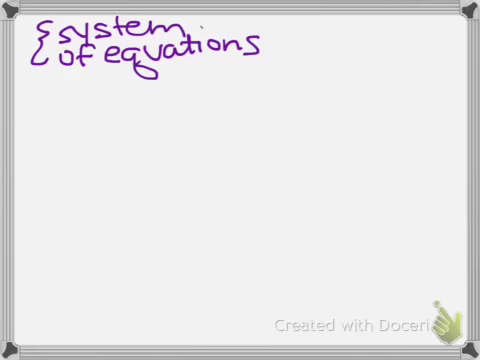 { system
of equations
Created with Doceri